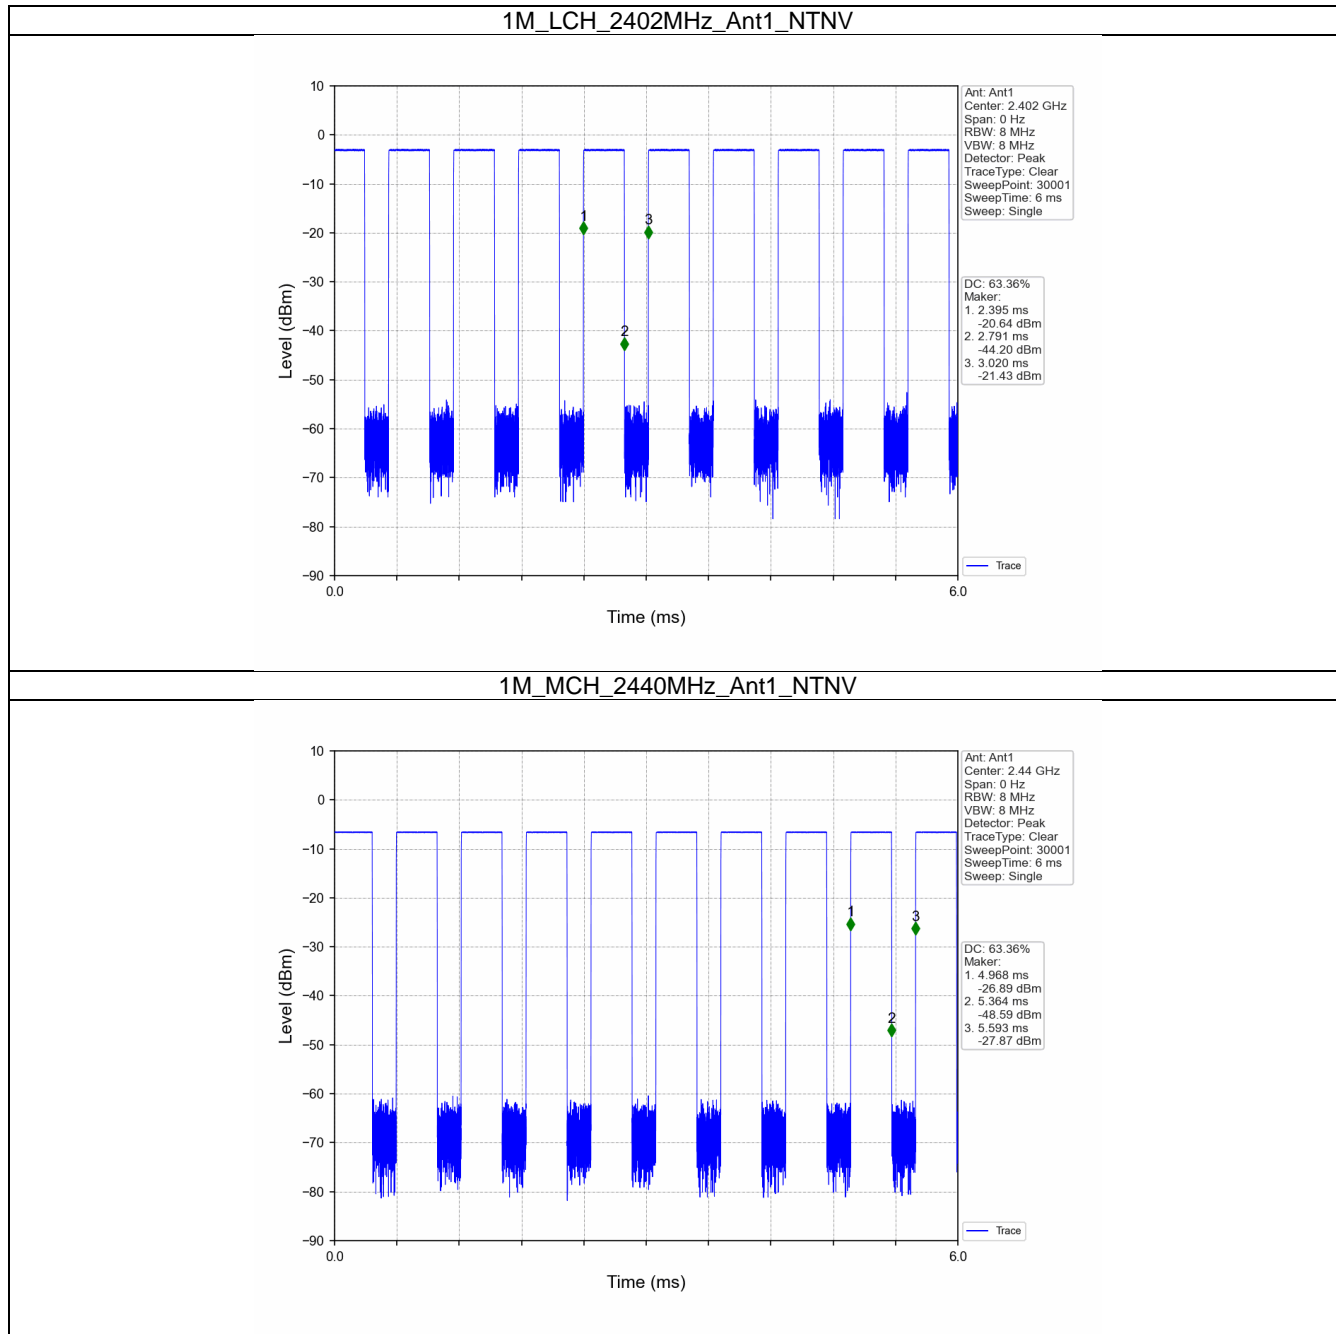 1M_LCH_2402MHz_Ant1_NTNV
10
0
−10
−20
−30
−40
−50
−60
−70
−80
−90
Level (dBm)
0.0
6.0
Time (ms)
1
2
3
Ant: Ant1
Center: 2.402 GHz
Span: 0 Hz
RBW: 8 MHz
VBW: 8 MHz
Detector: Peak
TraceType: Clear
SweepPoint: 30001
SweepTime: 6 ms
Sweep: Single
DC: 63.36%
Maker:
1. 2.395 ms
-20.64 dBm
2. 2.791 ms
-44.20 dBm
3. 3.020 ms
-21.43 dBm
Trace
1M_MCH_2440MHz_Ant1_NTNV
10
0
−10
−20
−30
−40
−50
−60
−70
−80
−90
Level (dBm)
0.0
6.0
Time (ms)
1
2
3
Ant: Ant1
Center: 2.44 GHz
Span: 0 Hz
RBW: 8 MHz
VBW: 8 MHz
Detector: Peak
TraceType: Clear
SweepPoint: 30001
SweepTime: 6 ms
Sweep: Single
DC: 63.36%
Maker:
1. 4.968 ms
-26.89 dBm
2. 5.364 ms
-48.59 dBm
3. 5.593 ms
-27.87 dBm
Trace